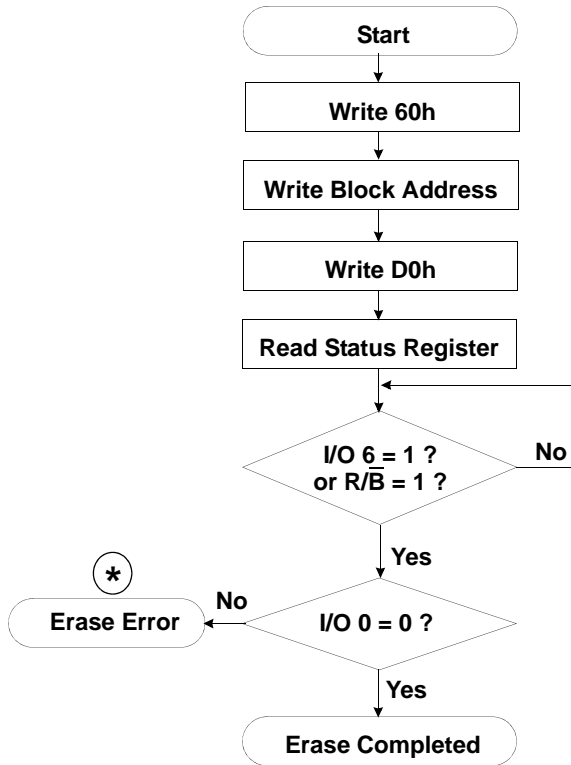 Start
Write 60h
Write Block Address
Write D0h
Read Status Register
I/O 6 = 1 ?
or R/B̅ = 1 ?
No
Yes
*
No
Erase Error
I/O 0 = 0 ?
Yes
Erase Completed